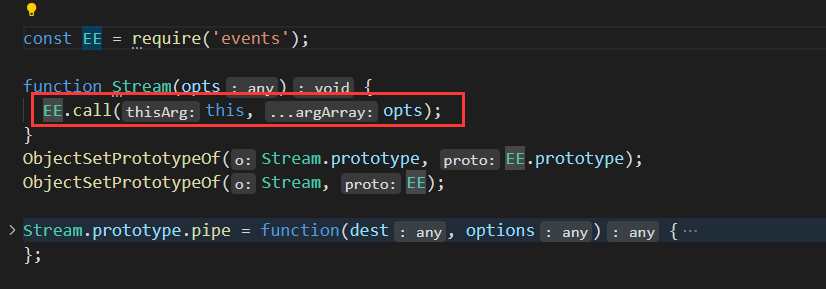 const EE = require('events');
function Stream(opts: any): void {
EE.call(thisArg: this, ...argArray: opts);
}
ObjectSetPrototypeOf(o: Stream.prototype, proto: EE.prototype);
ObjectSetPrototypeOf(o: Stream, proto: EE);
Stream.prototype.pipe = function(dest: any, options: any): any {···
};